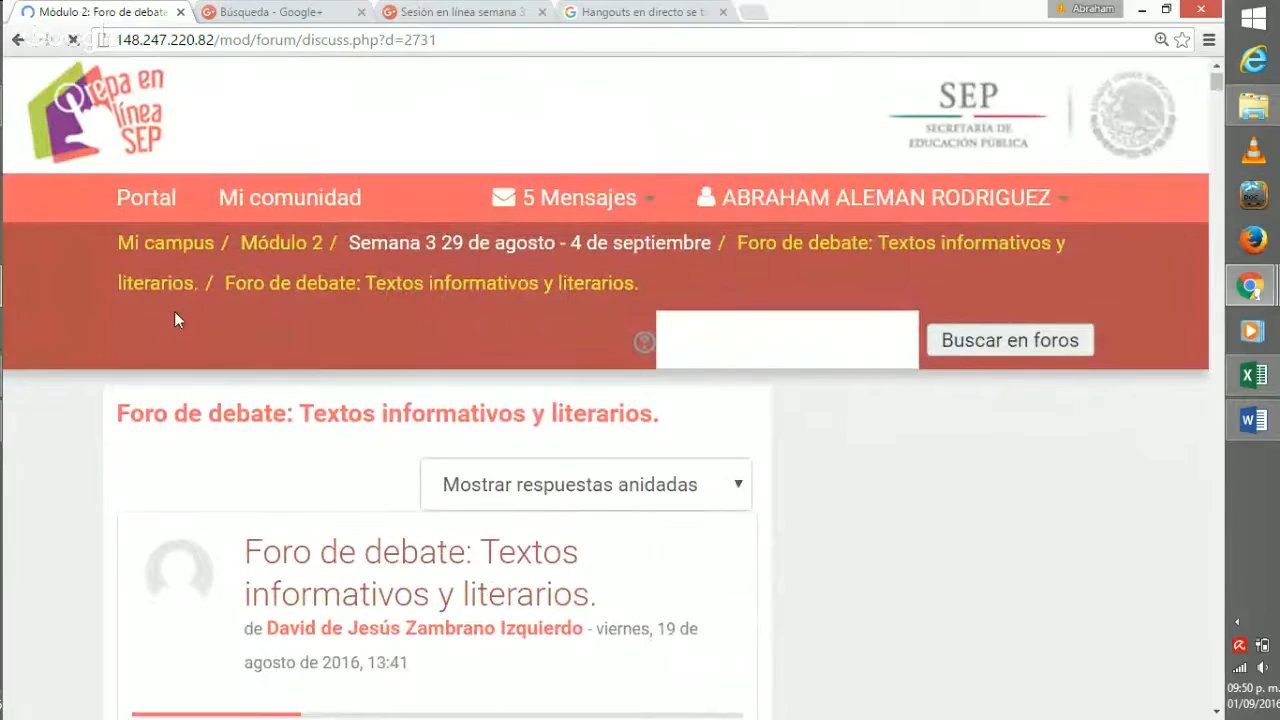 Módulo 2: Foro de debate
Búsqueda - Google+
Sesión en línea semana 3
Hangouts en directo se t
Abraham
148.247.220.82/mod/forum/discuss.php?d=2731
Prepa en
línea
SEP
SEP
SECRETARÍA DE
EDUCACIÓN PÚBLICA
Portal
Mi comunidad
5 Mensajes
ABRAHAM ALEMAN RODRIGUEZ
Mi campus / Módulo 2 / Semana 3 29 de agosto - 4 de septiembre / Foro de debate: Textos informativos y
literarios. / Foro de debate: Textos informativos y literarios.
Buscar en foros
Foro de debate: Textos informativos y literarios.
Mostrar respuestas anidadas
Foro de debate: Textos
informativos y literarios.
de David de Jesús Zambrano Izquierdo - viernes, 19 de
agosto de 2016, 13:41
09:50 p. m.
01/09/2016